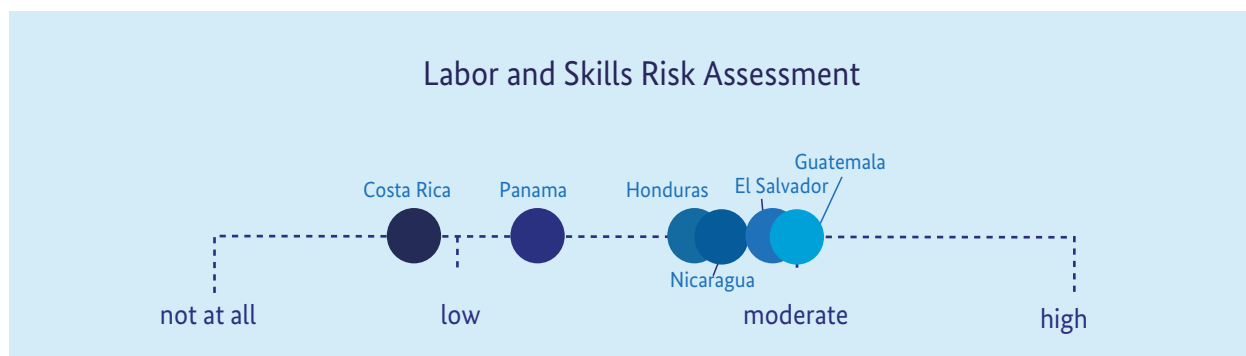 Labor and Skills Risk Assessment
Guatemala
Costa Rica
Panama
Honduras
El Salvador
Nicaragua
not at all
low
moderate
high